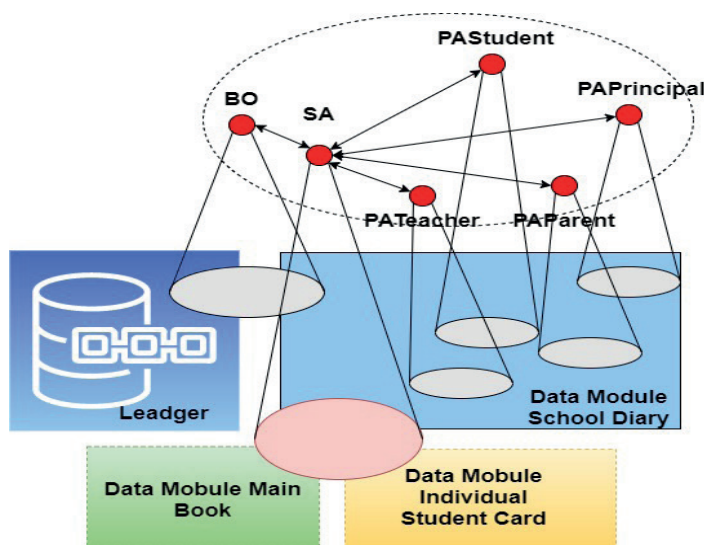 PAStudent
PAPrincipal
BO
SA
PATeacher
PAParent
Leadger
Data Module
School Diary
Data Mobule Main
Book
Data Mobule
Individual
Student Card